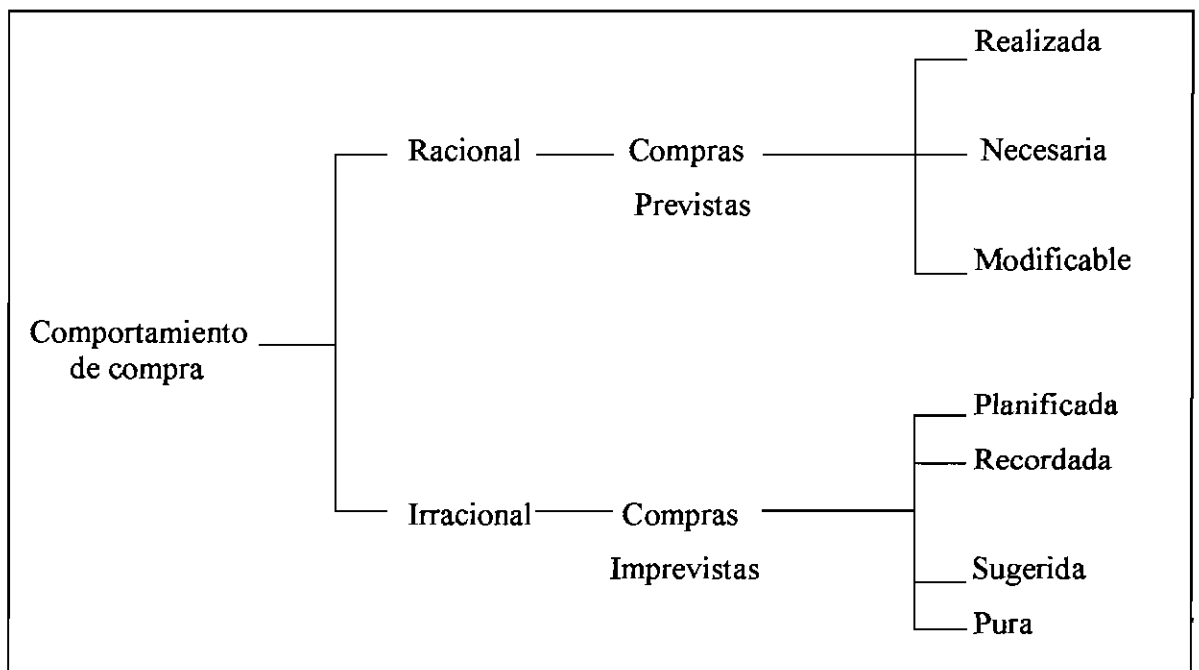 Comportamiento
de compra
Racional
Compras
Previstas
Realizada
Necesaria
Modificable
Irracional
Compras
Imprevistas
Planificada
Recordada
Sugerida
Pura